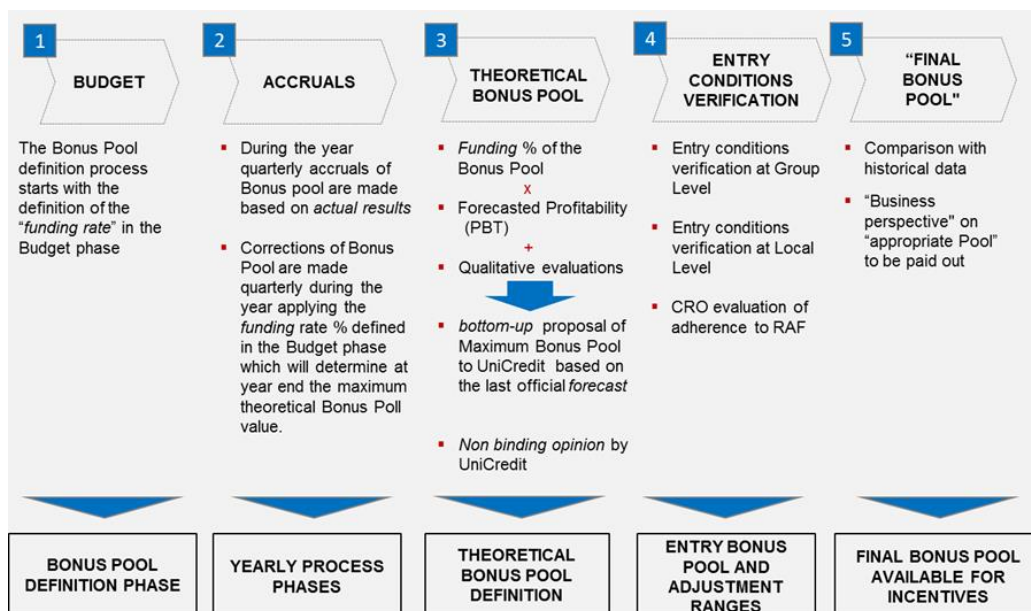 1
BUDGET
The Bonus Pool
definition process
starts with the
definition of the
“funding rate” in the
Budget phase
BONUS POOL
DEFINITION PHASE
2
ACCRUALS
▪ During the year
quarterly accruals of
Bonus pool are made
based on actual results
▪ Corrections of Bonus
Pool are made
quarterly during the
year applying the
funding rate % defined
in the Budget phase
which will determine at
year end the maximum
theoretical Bonus Poll
value.
YEARLY PROCESS
PHASES
3
THEORETICAL
BONUS POOL
▪ Funding % of the
Bonus Pool
x
▪ Forecasted Profitability
(PBT)
+
▪ Qualitative evaluations
▪ bottom-up proposal of
Maximum Bonus Pool
to UniCredit based on
the last official forecast
▪ Non binding opinion by
UniCredit
THEORETICAL
BONUS POOL
DEFINITION
4
ENTRY
CONDITIONS
VERIFICATION
▪ Entry conditions
verification at Group
Level
▪ Entry conditions
verification at Local
Level
▪ CRO evaluation of
adherence to RAF
ENTRY BONUS
POOL AND
ADJUSTMENT
RANGES
5
“FINAL
BONUS
POOL"
▪ Comparison with
historical data
▪ “Business
perspective" on
“appropriate Pool”
to be paid out
FINAL BONUS POOL
AVAILABLE FOR
INCENTIVES